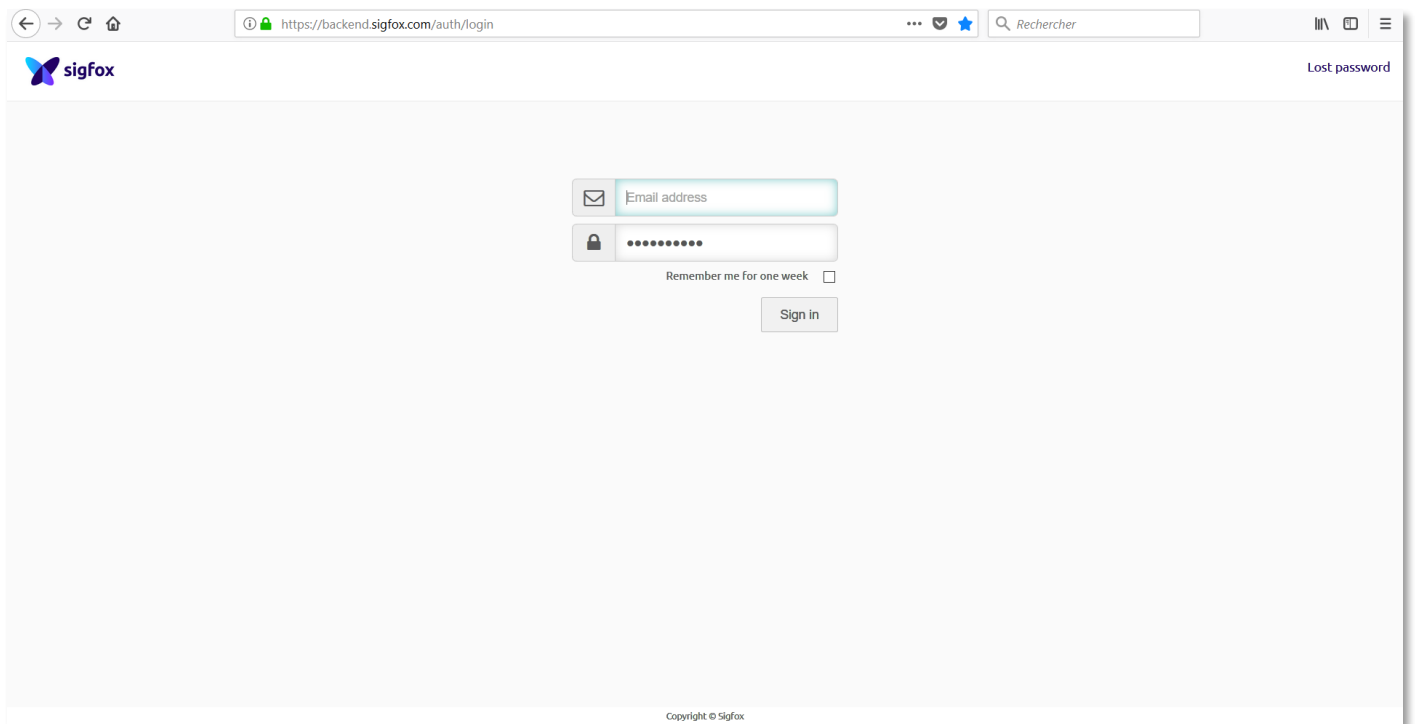 https://backend.sigfox.com/auth/login
Rechercher
sigfox
Lost password
Email address
••••••••••
Remember me for one week
Sign in
Copyright © Sigfox